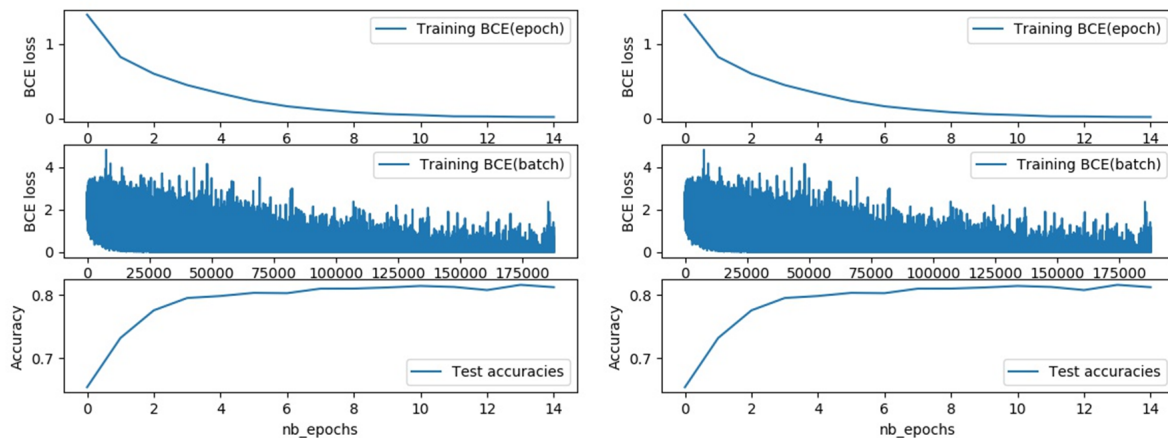 Training BCE(epoch)
BCE loss
1
0
0 2 4 6 8 10 12 14
Training BCE(batch)
BCE loss
4
2
0
0 25000 50000 75000 100000 125000 150000 175000
Accuracy
0.8
0.7
Test accuracies
0 2 4 6 8 10 12 14
nb_epochs
Training BCE(epoch)
BCE loss
1
0
0 2 4 6 8 10 12 14
Training BCE(batch)
BCE loss
4
2
0
0 25000 50000 75000 100000 125000 150000 175000
Accuracy
0.8
0.7
Test accuracies
0 2 4 6 8 10 12 14
nb_epochs